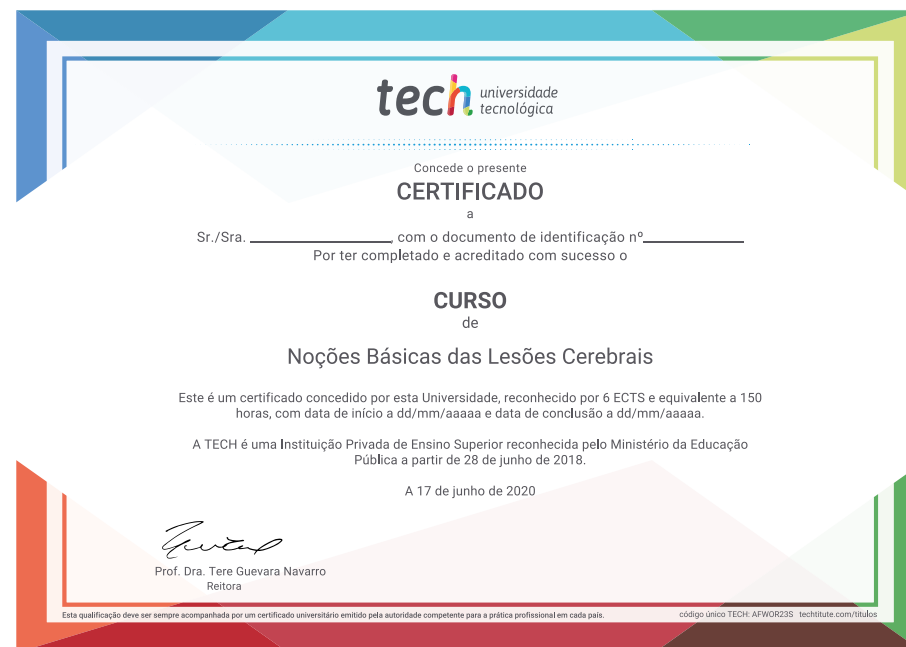 tech universidade
tecnológica
Concede o presente
CERTIFICADO
a
Sr./Sra. ____________________, com o documento de identificação nº______________
Por ter completado e acreditado com sucesso o
CURSO
de
Noções Básicas das Lesões Cerebrais
Este é um certificado concedido por esta Universidade, reconhecido por 6 ECTS e equivalente a 150
horas, com data de início a dd/mm/aaaaa e data de conclusão a dd/mm/aaaaa.
A TECH é uma Instituição Privada de Ensino Superior reconhecida pelo Ministério da Educação
Pública a partir de 28 de junho de 2018.
A 17 de junho de 2020
Prof. Dra. Tere Guevara Navarro
Reitora
Esta qualificação deve ser sempre acompanhada por um certificado universitário emitido pela autoridade competente para a prática profissional em cada país.
código único TECH: AFWOR23S techtitute.com/titulos